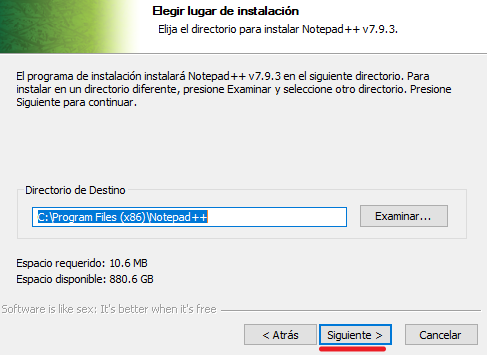 Elegir lugar de instalación
Elija el directorio para instalar Notepad++ v7.9.3.
El programa de instalación instalará Notepad++ v7.9.3 en el siguiente directorio. Para
instalar en un directorio diferente, presione Examinar y seleccione otro directorio. Presione
Siguiente para continuar.
Directorio de Destino
C:\Program Files (x86)\Notepad++
Examinar...
Espacio requerido: 10.6 MB
Espacio disponible: 880.6 GB
Software is like sex: It's better when it's free
< Atrás
Siguiente >
Cancelar